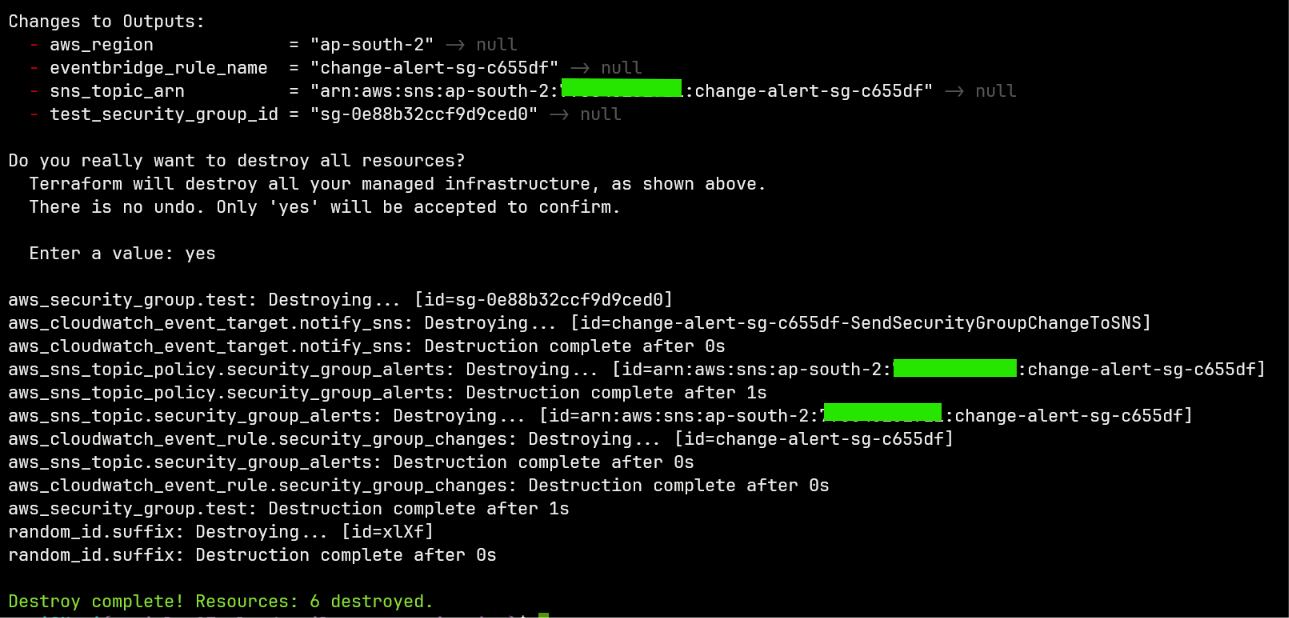 Changes to Outputs:
- aws_region = "ap-south-2" -> null
- eventbridge_rule_name = "change-alert-sg-c655df" -> null
- sns_topic_arn = "arn:aws:sns:ap-south-2: :change-alert-sg-c655df" -> null
- test_security_group_id = "sg-0e88b32ccf9d9ced0" -> null
Do you really want to destroy all resources?
Terraform will destroy all your managed infrastructure, as shown above.
There is no undo. Only 'yes' will be accepted to confirm.
Enter a value: yes
aws_security_group.test: Destroying... [id=sg-0e88b32ccf9d9ced0]
aws_cloudwatch_event_target.notify_sns: Destroying... [id=change-alert-sg-c655df-SendSecurityGroupChangeToSNS]
aws_cloudwatch_event_target.notify_sns: Destruction complete after 0s
aws_sns_topic_policy.security_group_alerts: Destroying... [id=arn:aws:sns:ap-south-2: :change-alert-sg-c655df]
aws_sns_topic_policy.security_group_alerts: Destruction complete after 1s
aws_sns_topic.security_group_alerts: Destroying... [id=arn:aws:sns:ap-south-2: :change-alert-sg-c655df]
aws_cloudwatch_event_rule.security_group_changes: Destroying... [id=change-alert-sg-c655df]
aws_sns_topic.security_group_alerts: Destruction complete after 0s
aws_cloudwatch_event_rule.security_group_changes: Destruction complete after 0s
aws_security_group.test: Destruction complete after 1s
random_id.suffix: Destroying... [id=xlXf]
random_id.suffix: Destruction complete after 0s
Destroy complete! Resources: 6 destroyed.